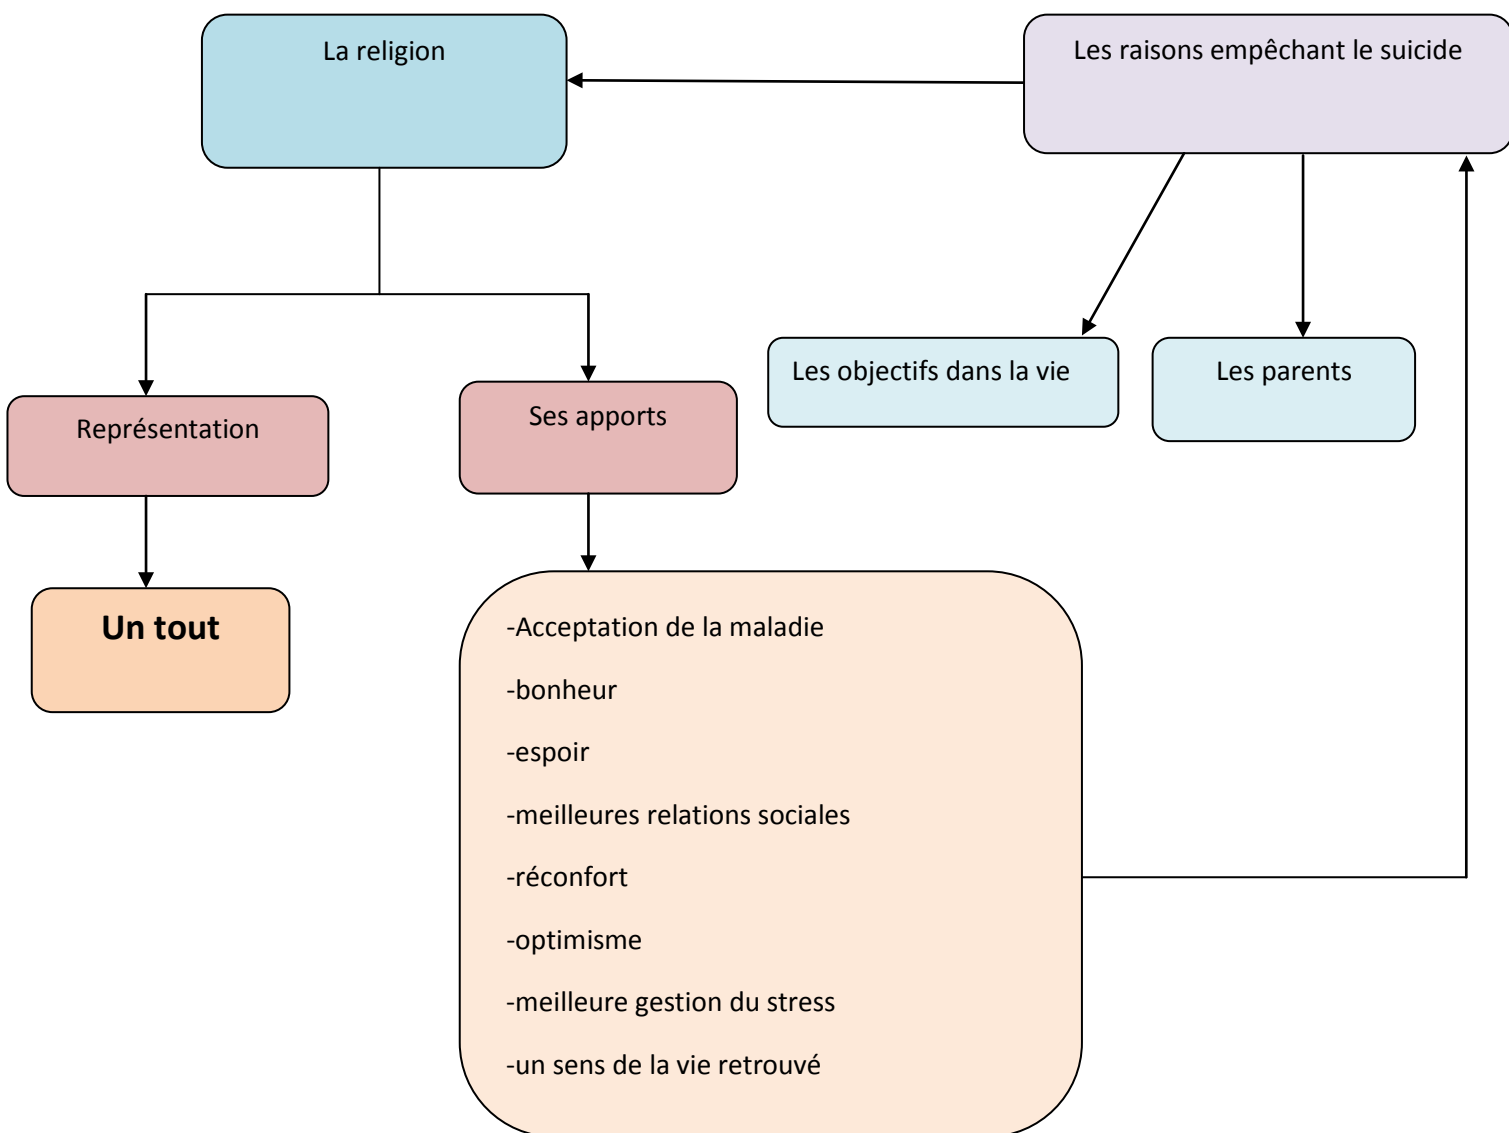 La religion
Les raisons empêchant le suicide
Les objectifs dans la vie
Les parents
Représentation
Ses apports
Un tout
-Acceptation de la maladie
-bonheur
-espoir
-meilleures relations sociales
-réconfort
-optimisme
-meilleure gestion du stress
-un sens de la vie retrouvé